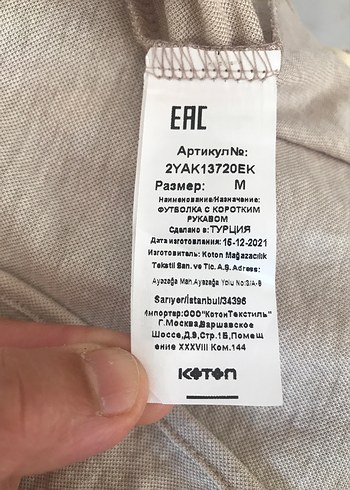 EAC
Артикул№:
2YAK13720EK
Размер: M
Наименование/Назначение:
ФУТБОЛКА С КОРОТКИМ
РУКАВОМ
Сделано в: ТУРЦИЯ
Дата изготовления: 15-12-2021
Изготовитель: Koton Mağazacılık
Tekstil San. ve Tic. A.Ş. Adress:
Ayazağa Mah. Ayazağa Yolu No:3/A-B
Sarıyer/İstanbul/34396
Импортер:ООО"КотонТекстиль"
Г.Москва,Варшавское
Шоссе,Д.9,Стр.1Б,Помещ
ение XXXVIII Ком.144
KOTON